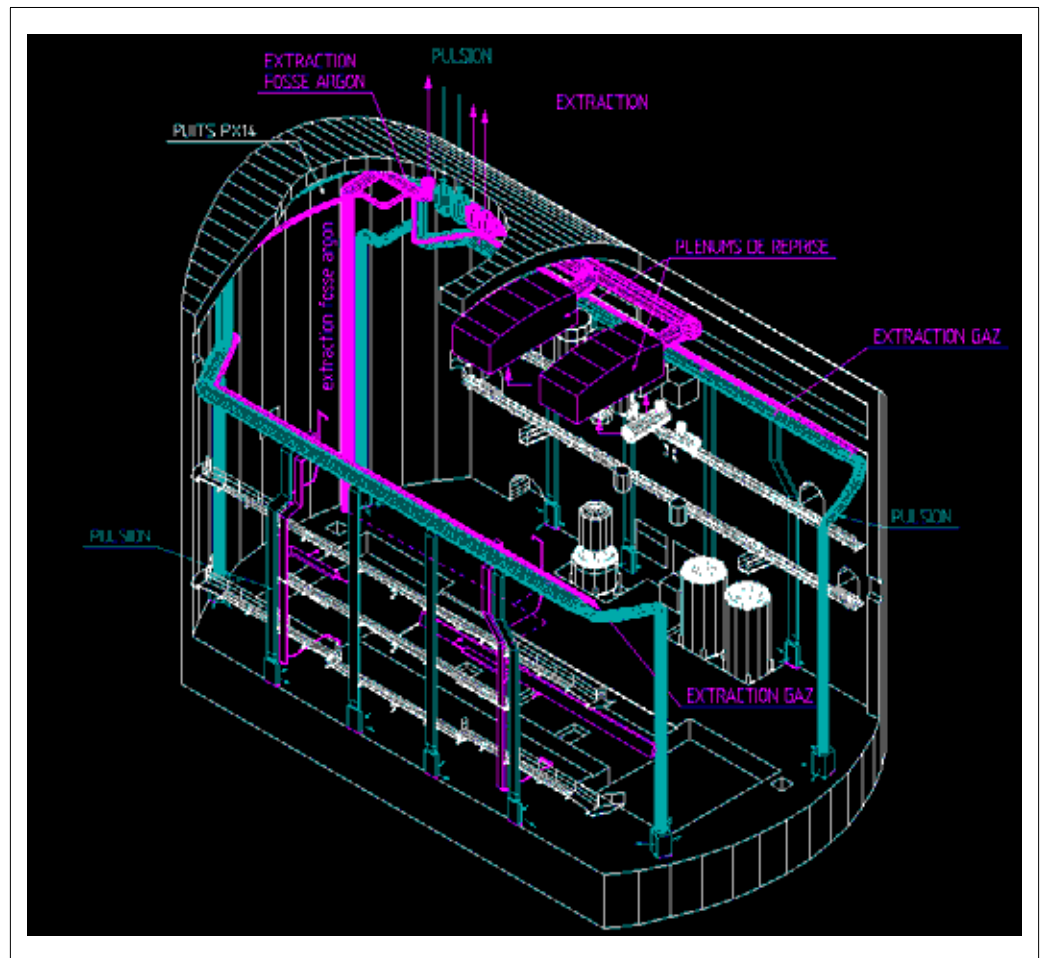 EXTRACTION
FOSSE ARGON
PULSION
EXTRACTION
PUITS PX14
extraction fosse argon
PLENUMS DE REPRISE
EXTRACTION GAZ
PULSION
PULSION
EXTRACTION GAZ